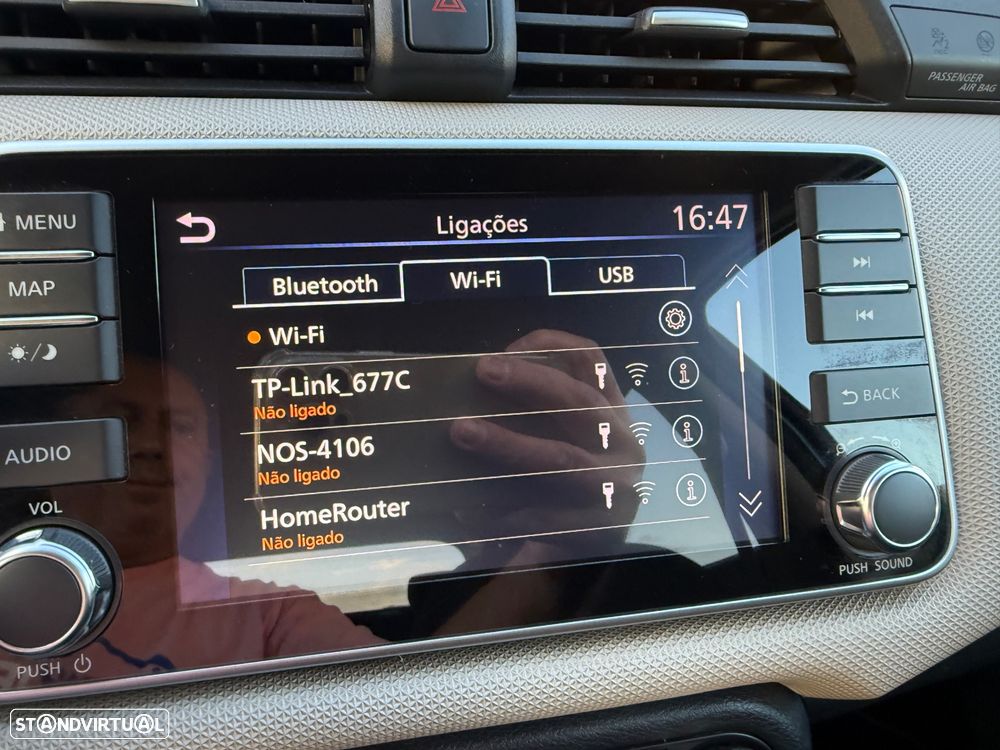 PASSENGER
AIR BAG
MENU
MAP
AUDIO
VOL
PUSH
Ligações
16:47
Bluetooth
Wi-Fi
USB
Wi-Fi
TP-Link_677C
Não ligado
NOS-4106
Não ligado
HomeRouter
Não ligado
BACK
PUSH SOUND
STANDVIRTUAL